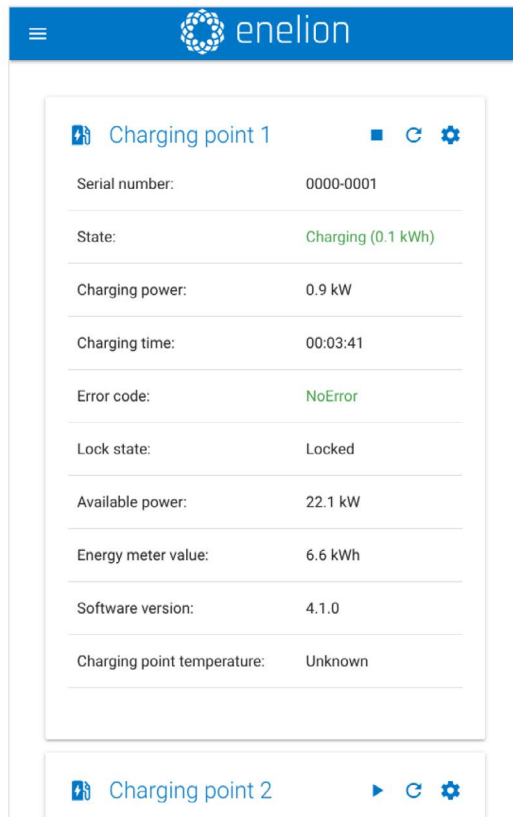 enelion
Charging point 1
Serial number: 0000-0001
State: Charging (0.1 kWh)
Charging power: 0.9 kW
Charging time: 00:03:41
Error code: NoError
Lock state: Locked
Available power: 22.1 kW
Energy meter value: 6.6 kWh
Software version: 4.1.0
Charging point temperature: Unknown
Charging point 2